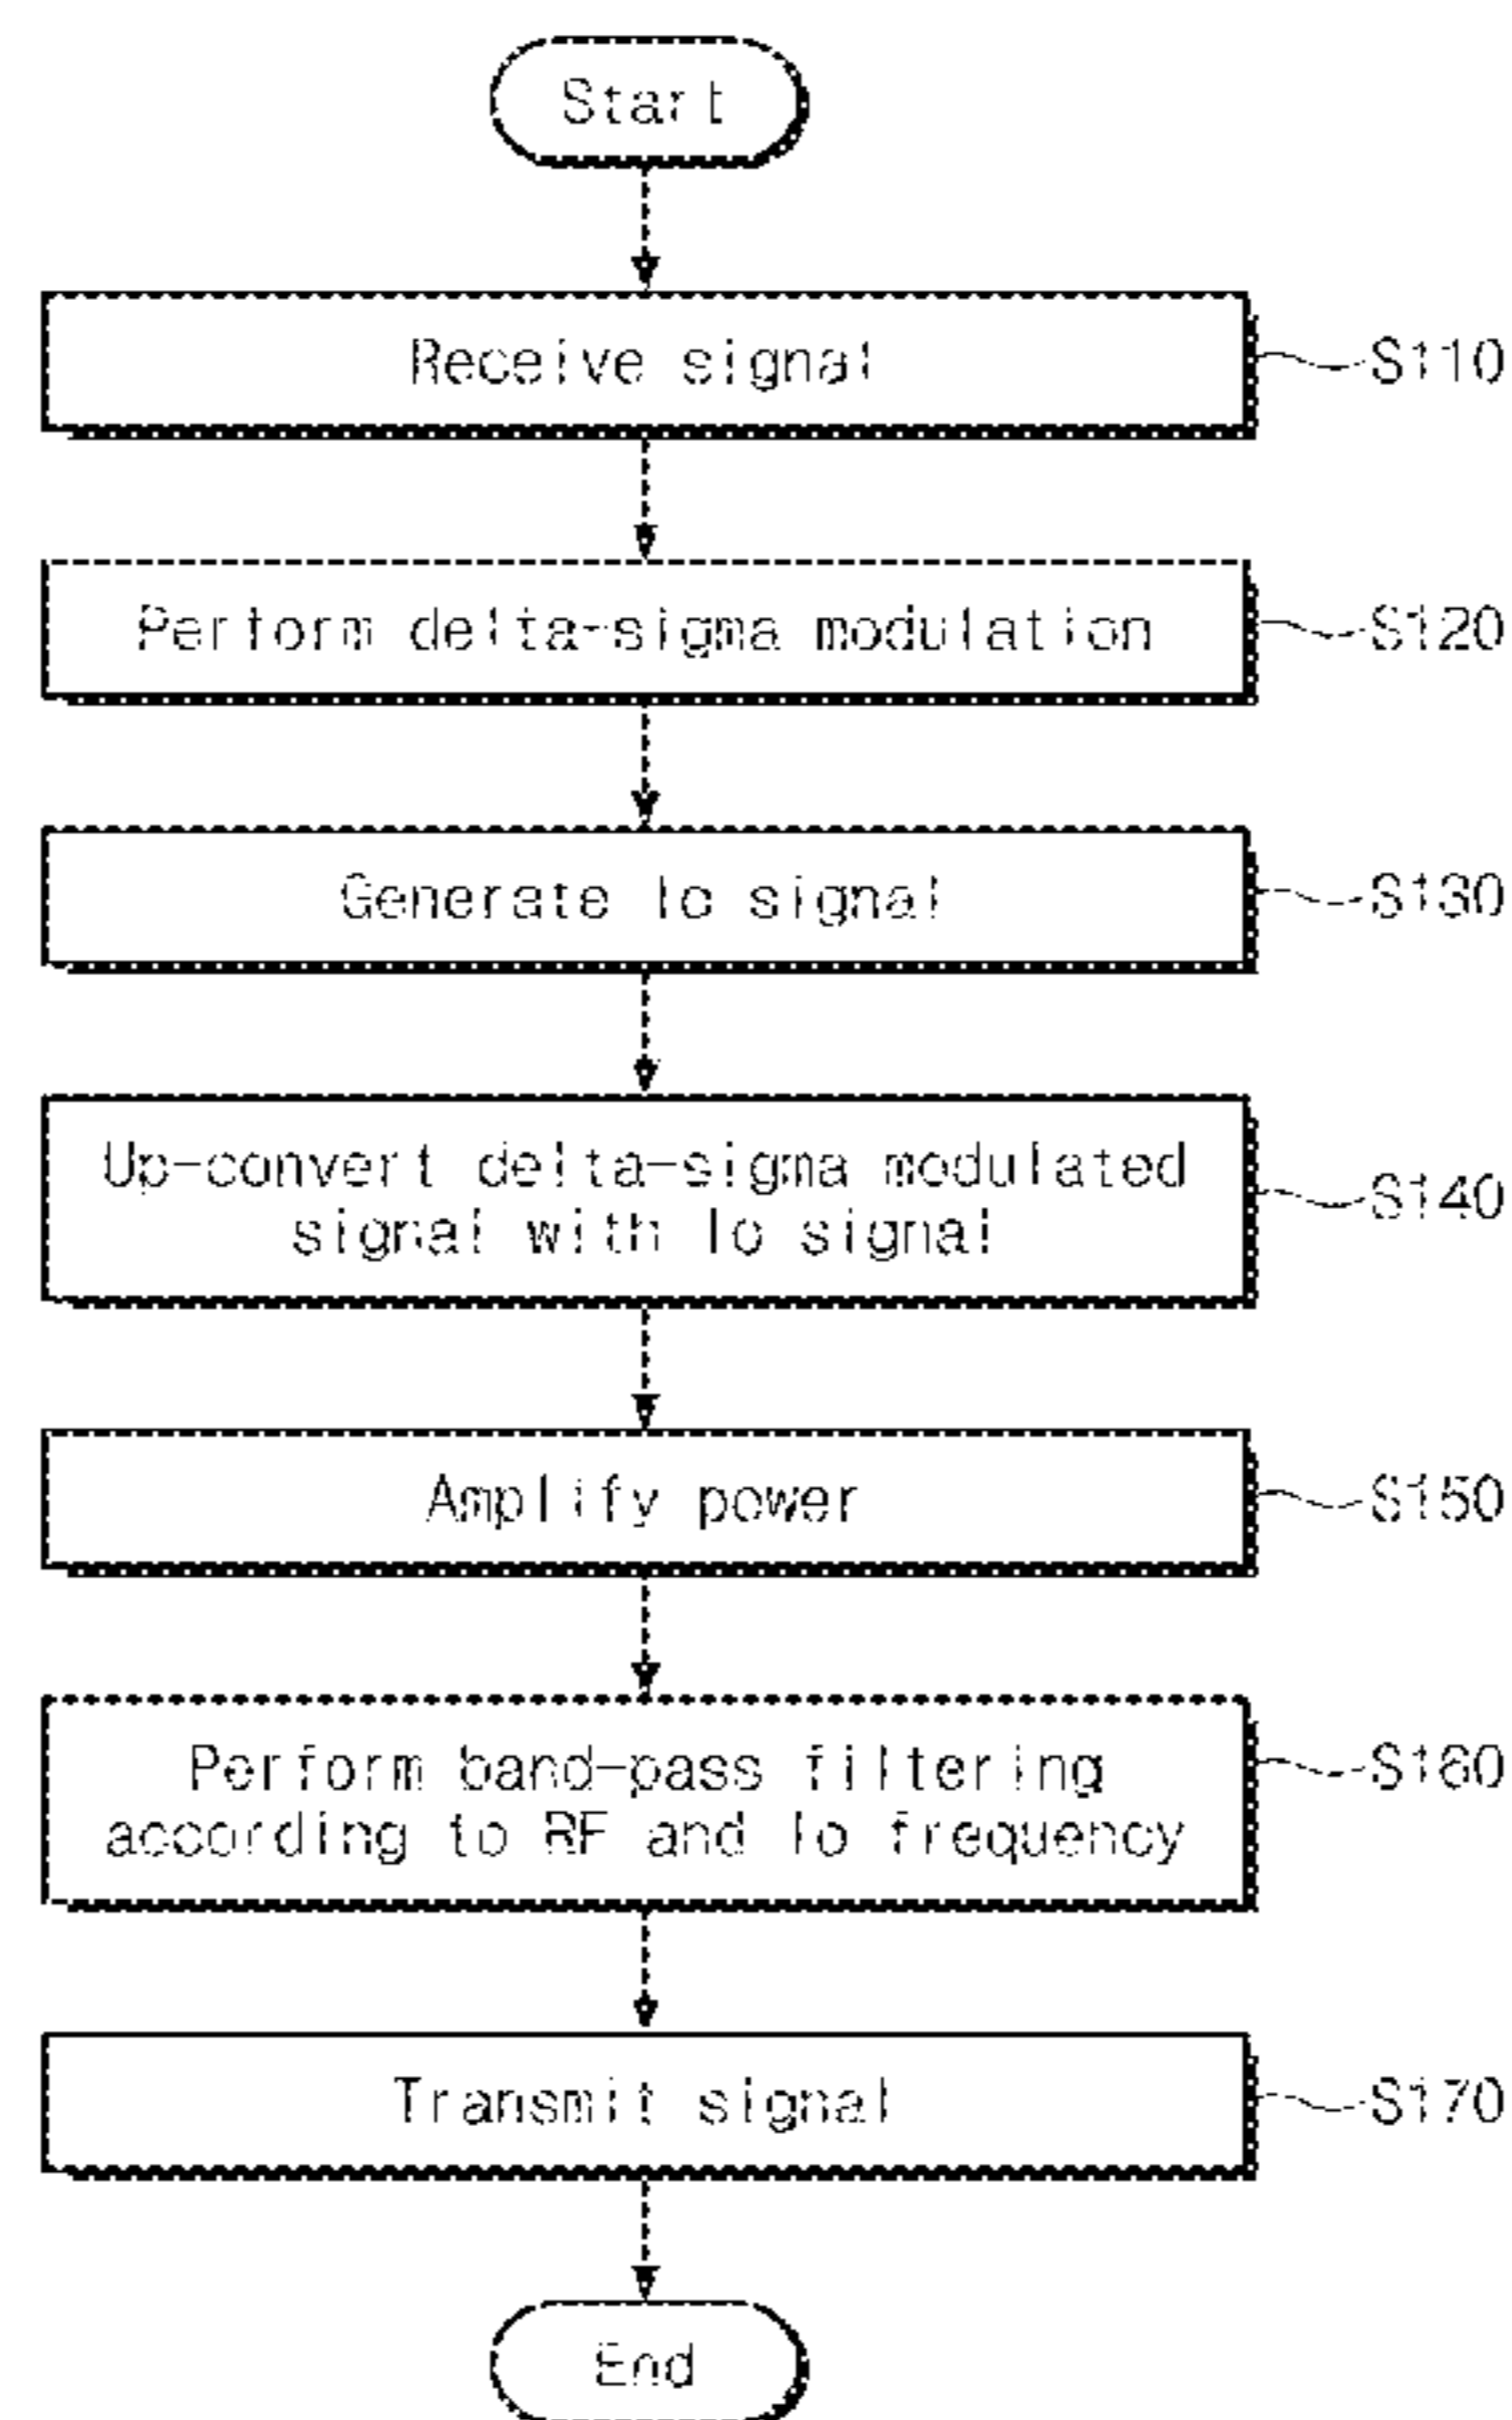 Start
Receive signal
S110
Perform delta-sigma modulation
S120
Generate lo signal
S130
Up-convert delta-sigma modulated
signal with lo signal
S140
Amplify power
S150
Perform band-pass filtering
according to RF and lo frequency
S160
Transmit signal
S170
End